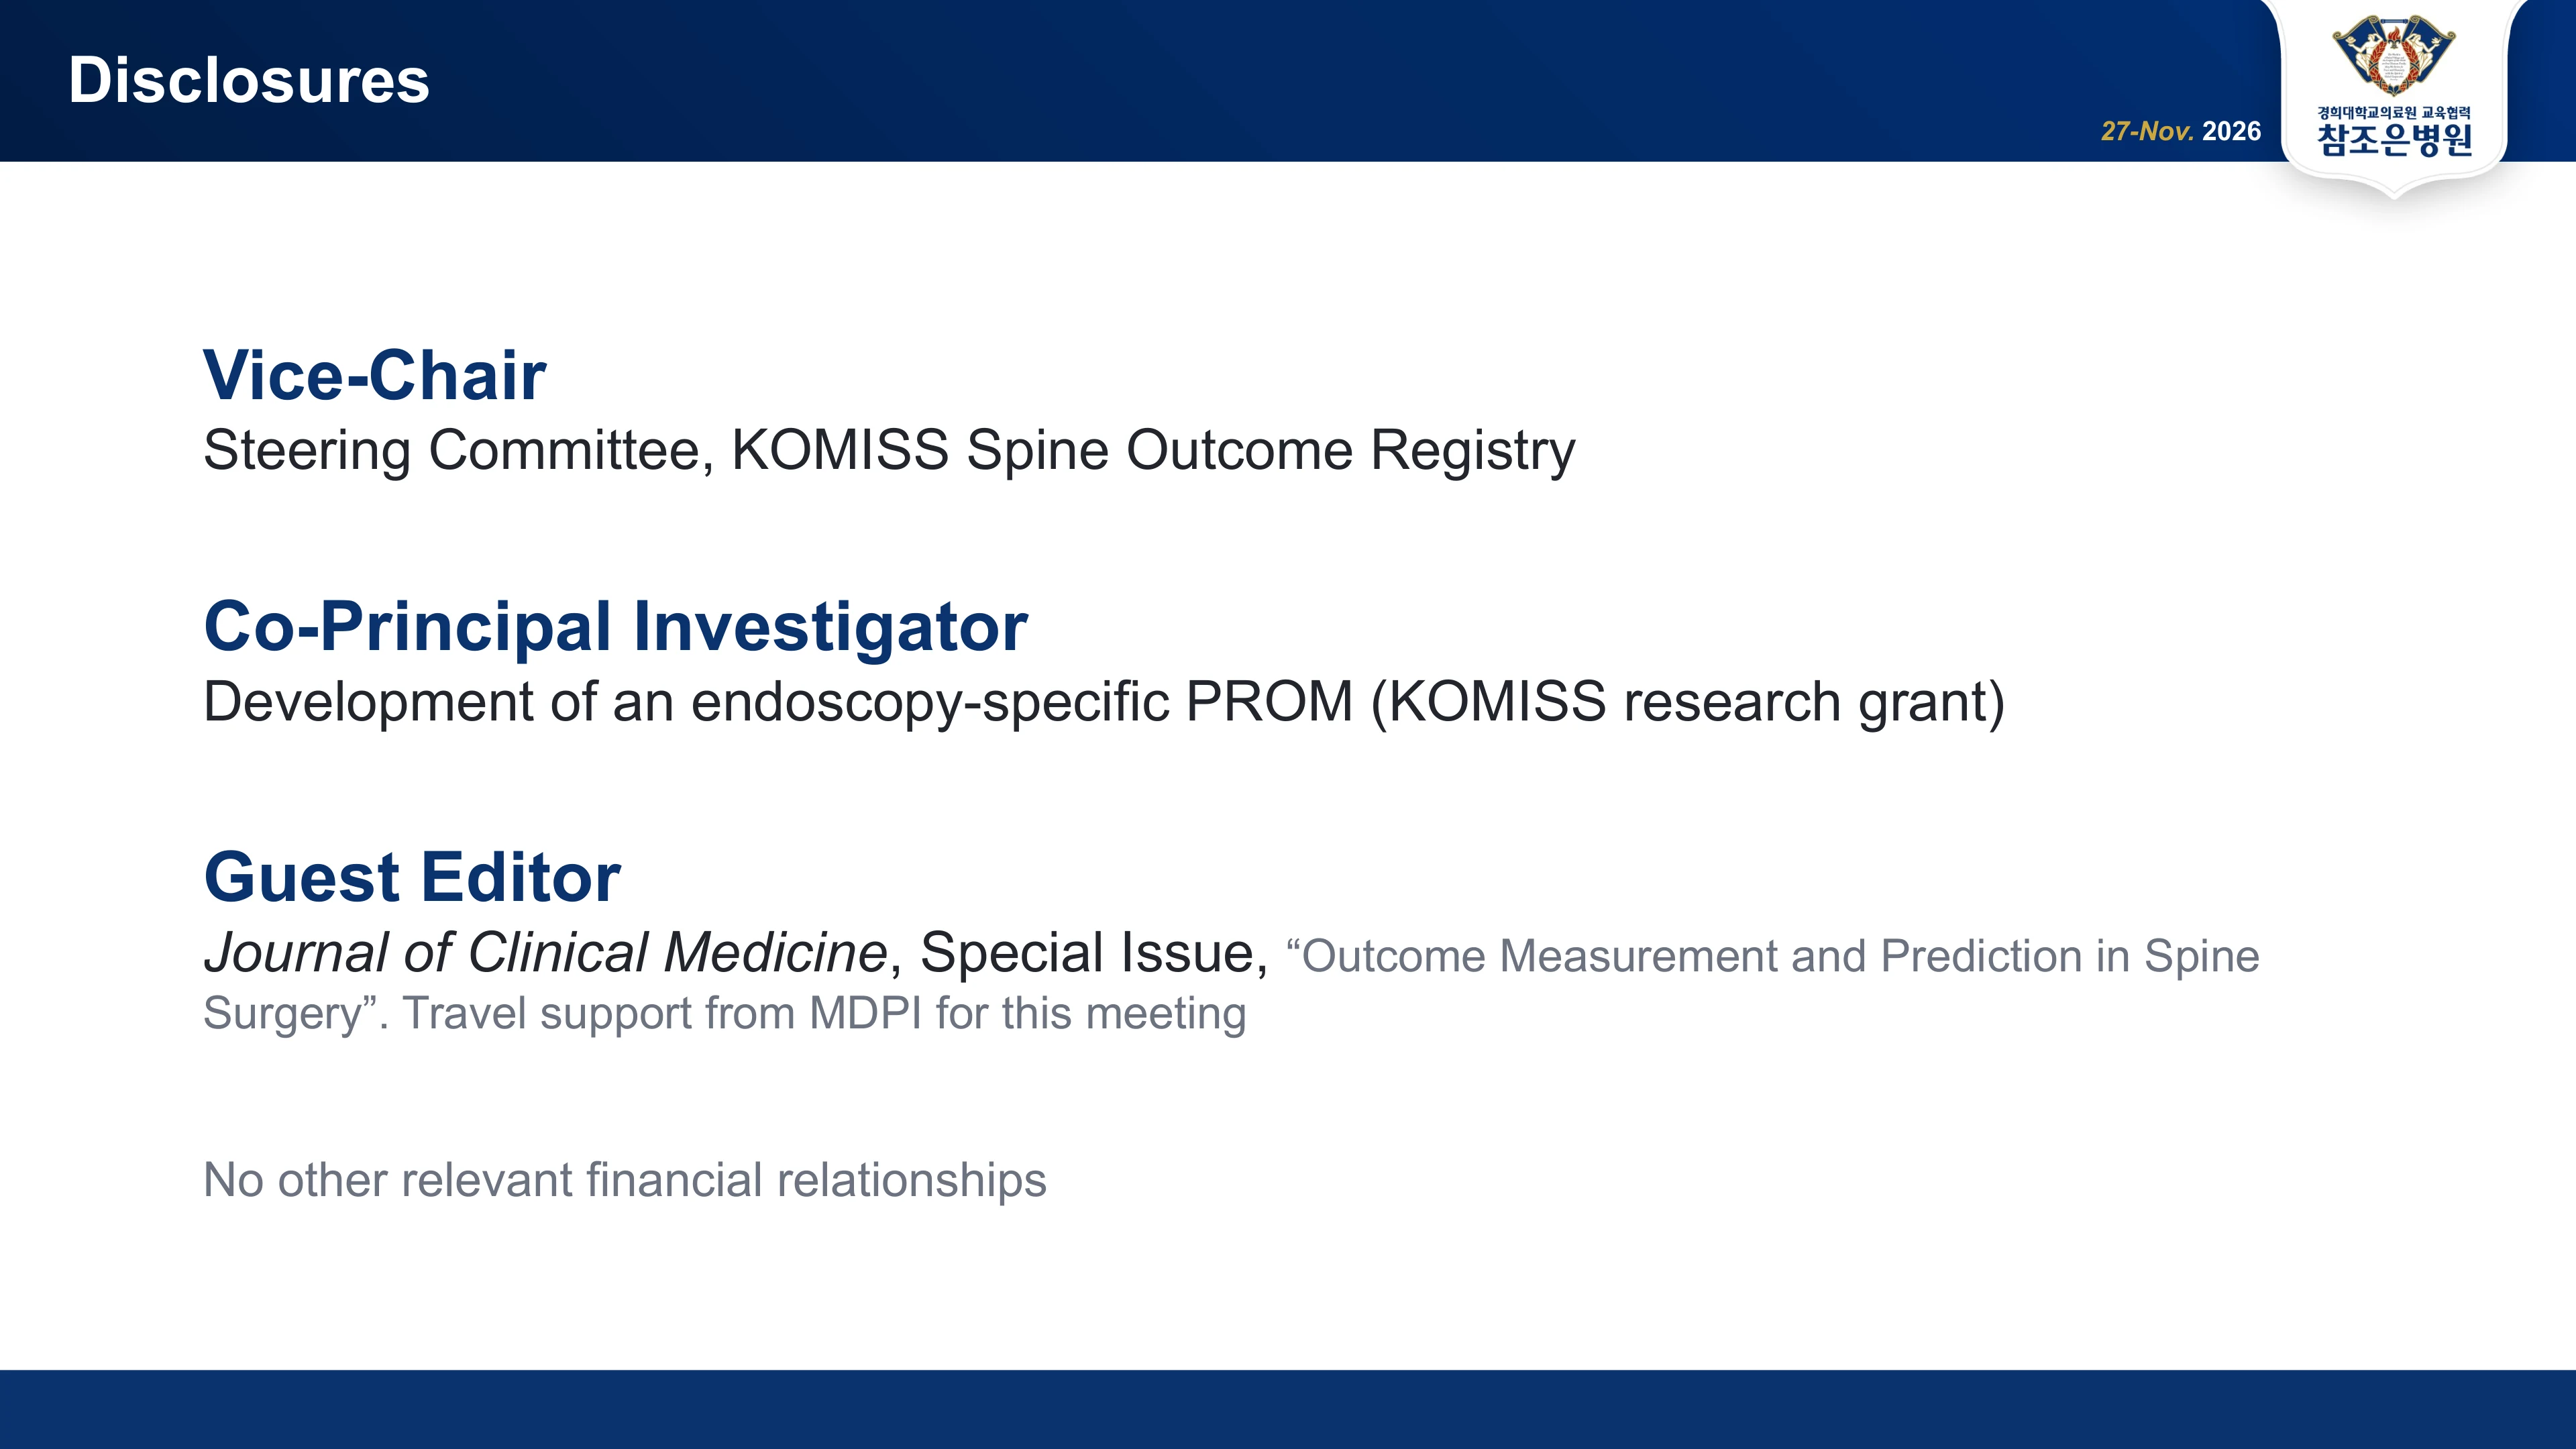 Disclosures
27-Nov. 2026
경희대학교의료원 교육협력
참조은병원
Vice-Chair
Steering Committee, KOMISS Spine Outcome Registry
Co-Principal Investigator
Development of an endoscopy-specific PROM (KOMISS research grant)
Guest Editor
Journal of Clinical Medicine, Special Issue, “Outcome Measurement and Prediction in Spine
Surgery”. Travel support from MDPI for this meeting
No other relevant financial relationships